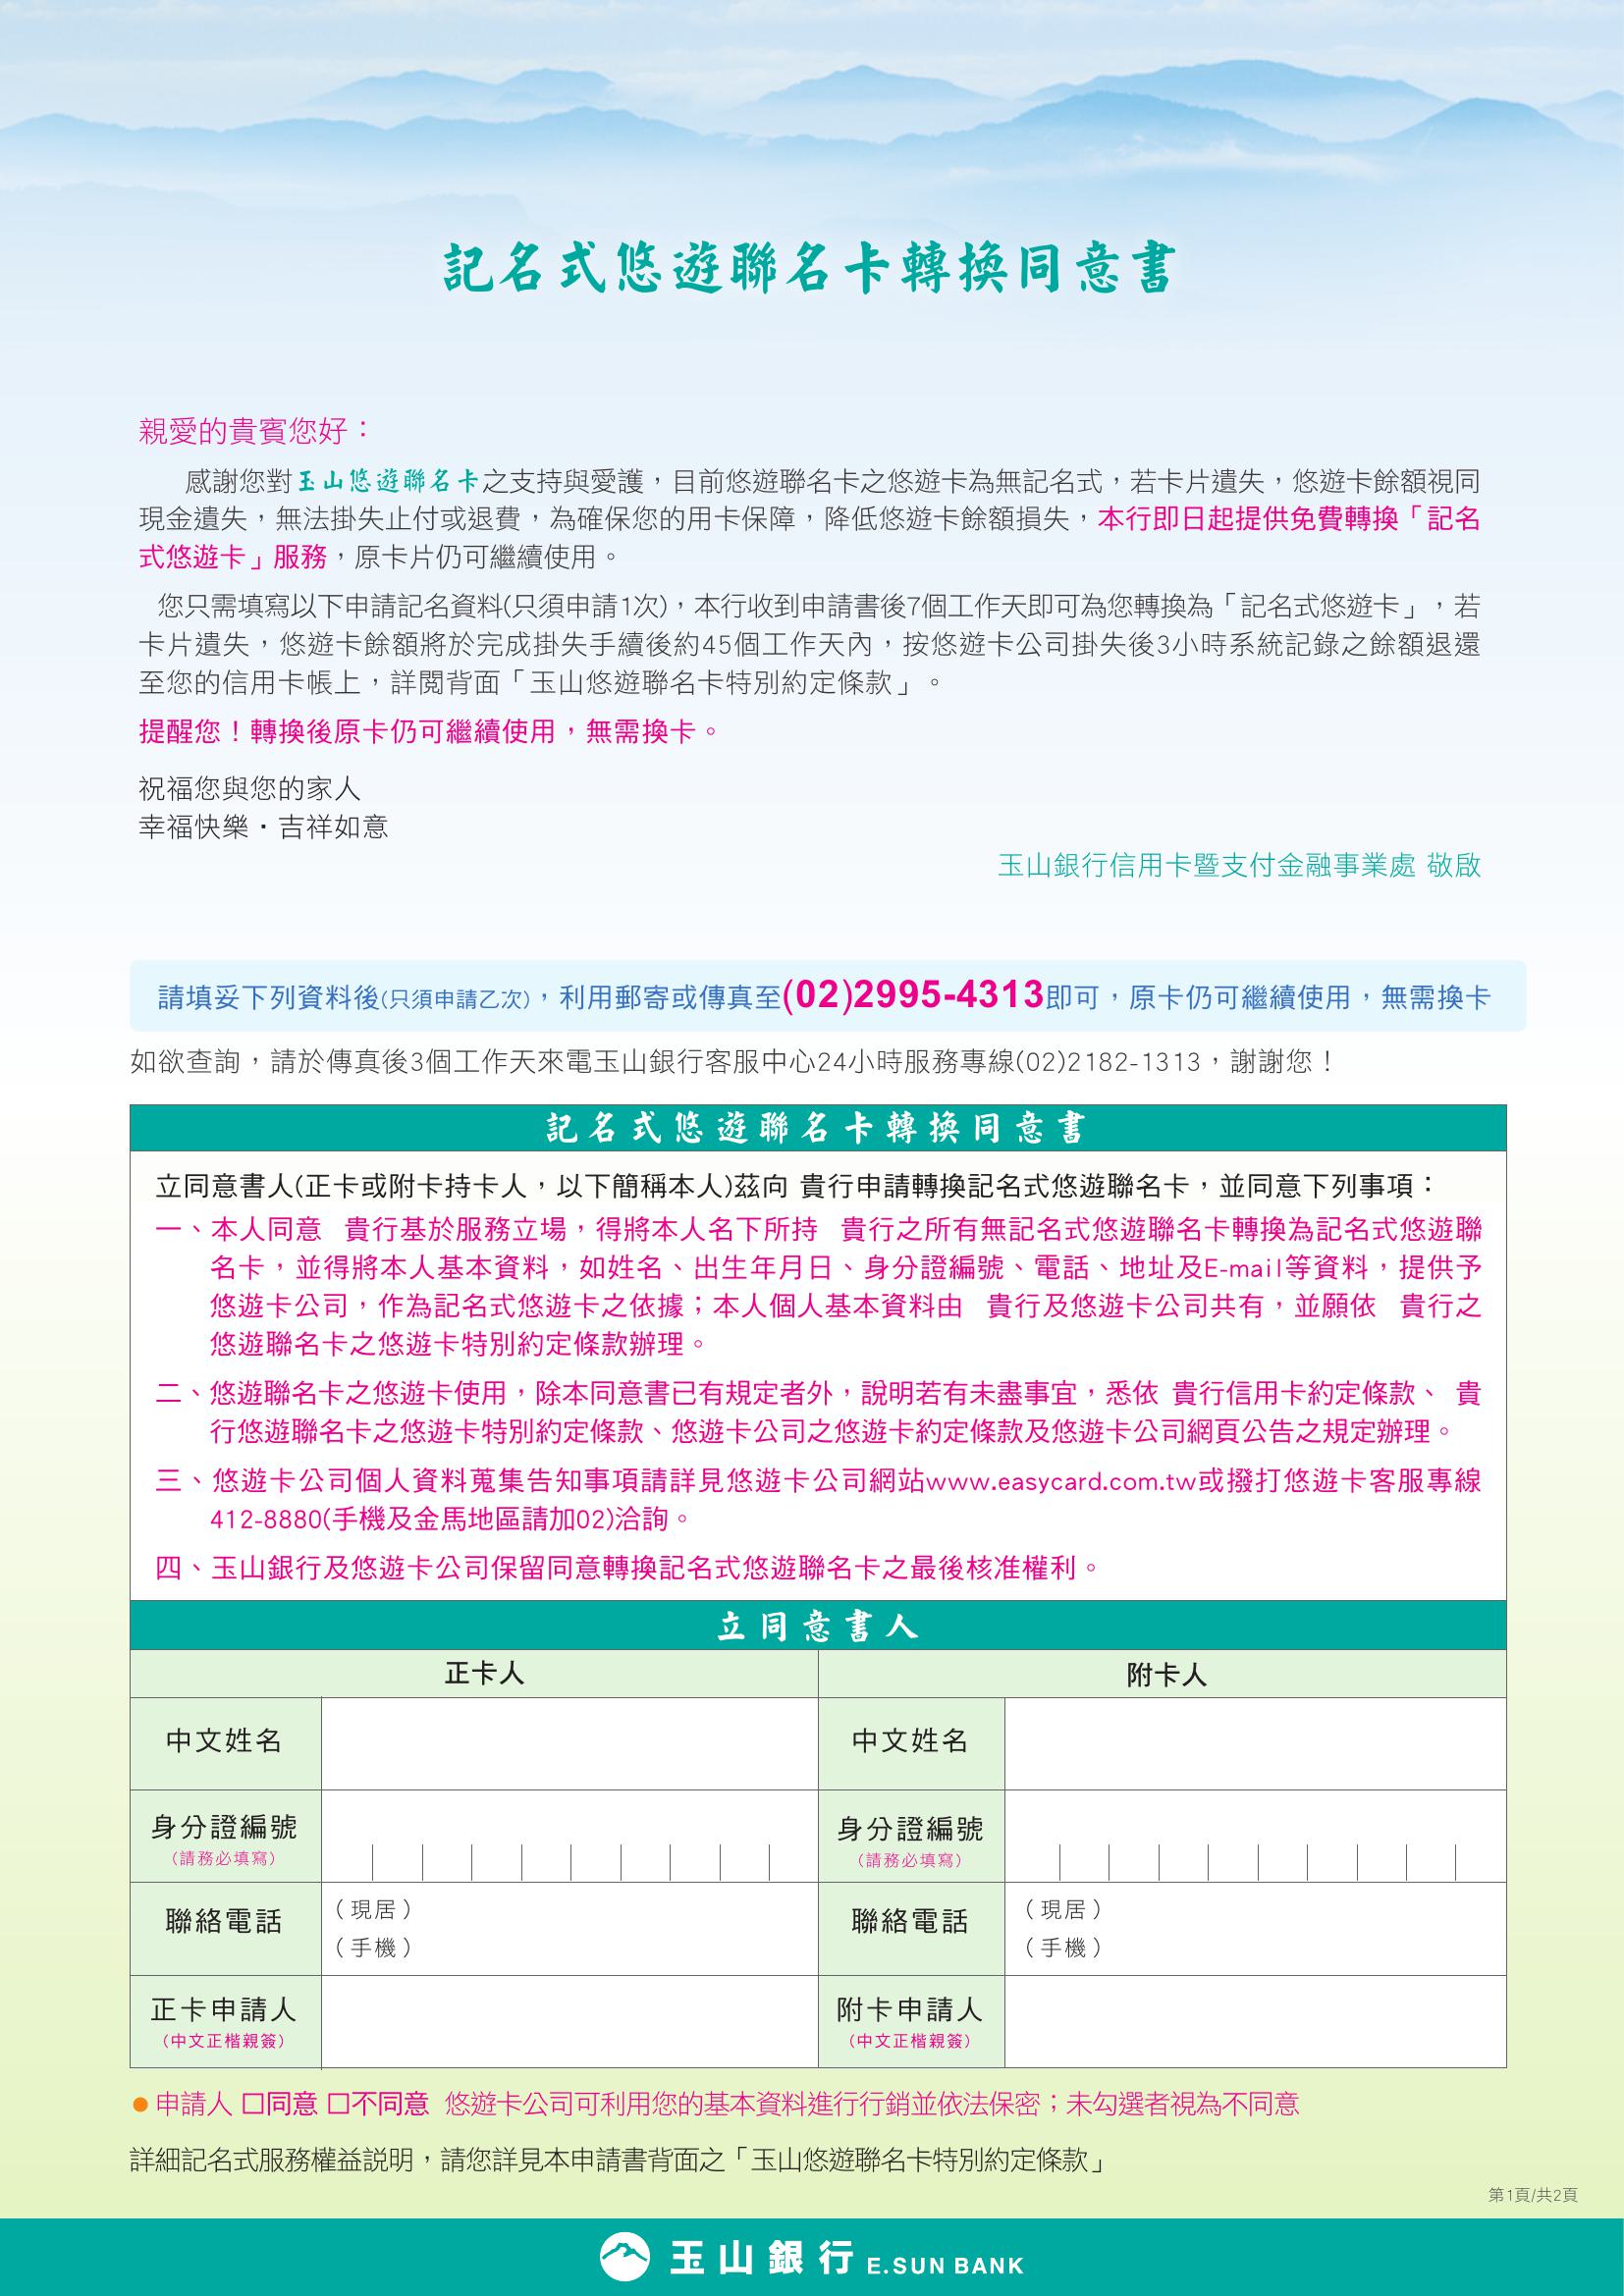 記名式悠遊聯名卡轉換同意書
親愛的貴賓您好：
感謝您對玉山悠遊聯名卡之支持與愛護，目前悠遊聯名卡之悠遊卡為無記名式，若卡片遺失，悠遊卡餘額視同
現金遺失，無法掛失止付或退費，為確保您的用卡保障，降低悠遊卡餘額損失，本行即日起提供免費轉換「記名
式悠遊卡」服務，原卡片仍可繼續使用。
您只需填寫以下申請記名資料(只須申請1次)，本行收到申請書後7個工作天即可為您轉換為「記名式悠遊卡」，若
卡片遺失，悠遊卡餘額將於完成掛失手續後約45個工作天內，按悠遊卡公司掛失後3小時系統記錄之餘額退還
至您的信用卡帳上，詳閱背面「玉山悠遊聯名卡特別約定條款」。
提醒您！轉換後原卡仍可繼續使用，無需換卡。
祝福您與您的家人
幸福快樂・吉祥如意
玉山銀行信用卡暨支付金融事業處 敬啟
請填妥下列資料後(只須申請乙次)，利用郵寄或傳真至(02)2995-4313即可，原卡仍可繼續使用，無需換卡
如欲查詢，請於傳真後3個工作天來電玉山銀行客服中心24小時服務專線(02)2182-1313，謝謝您！
記名式悠遊聯名卡轉換同意書
立同意書人(正卡或附卡持卡人，以下簡稱本人)茲向 貴行申請轉換記名式悠遊聯名卡，並同意下列事項：
一、本人同意 貴行基於服務立場，得將本人名下所持 貴行之所有無記名式悠遊聯名卡轉換為記名式悠遊聯
名卡，並得將本人基本資料，如姓名、出生年月日、身分證編號、電話、地址及E-mail等資料，提供予
悠遊卡公司，作為記名式悠遊卡之依據；本人個人基本資料由 貴行及悠遊卡公司共有，並願依 貴行之
悠遊聯名卡之悠遊卡特別約定條款辦理。
二、悠遊聯名卡之悠遊卡使用，除本同意書已有規定者外，說明若有未盡事宜，悉依 貴行信用卡約定條款、 貴
行悠遊聯名卡之悠遊卡特別約定條款、悠遊卡公司之悠遊卡約定條款及悠遊卡公司網頁公告之規定辦理。
三、悠遊卡公司個人資料蒐集告知事項請詳見悠遊卡公司網站www.easycard.com.tw或撥打悠遊卡客服專線
412-8880(手機及金馬地區請加02)洽詢。
四、玉山銀行及悠遊卡公司保留同意轉換記名式悠遊聯名卡之最後核准權利。
立同意書人
正卡人 附卡人
中文姓名 中文姓名
身分證編號 身分證編號
（請務必填寫） （請務必填寫）
聯絡電話 （現居） 聯絡電話 （現居）
（手機） （手機）
正卡申請人 附卡申請人
（中文正楷親簽） （中文正楷親簽）
●申請人 □同意 □不同意 悠遊卡公司可利用您的基本資料進行行銷並依法保密；未勾選者視為不同意
詳細記名式服務權益說明，請您詳見本申請書背面之「玉山悠遊聯名卡特別約定條款」
第1頁/共2頁
玉山銀行 E.SUN BANK